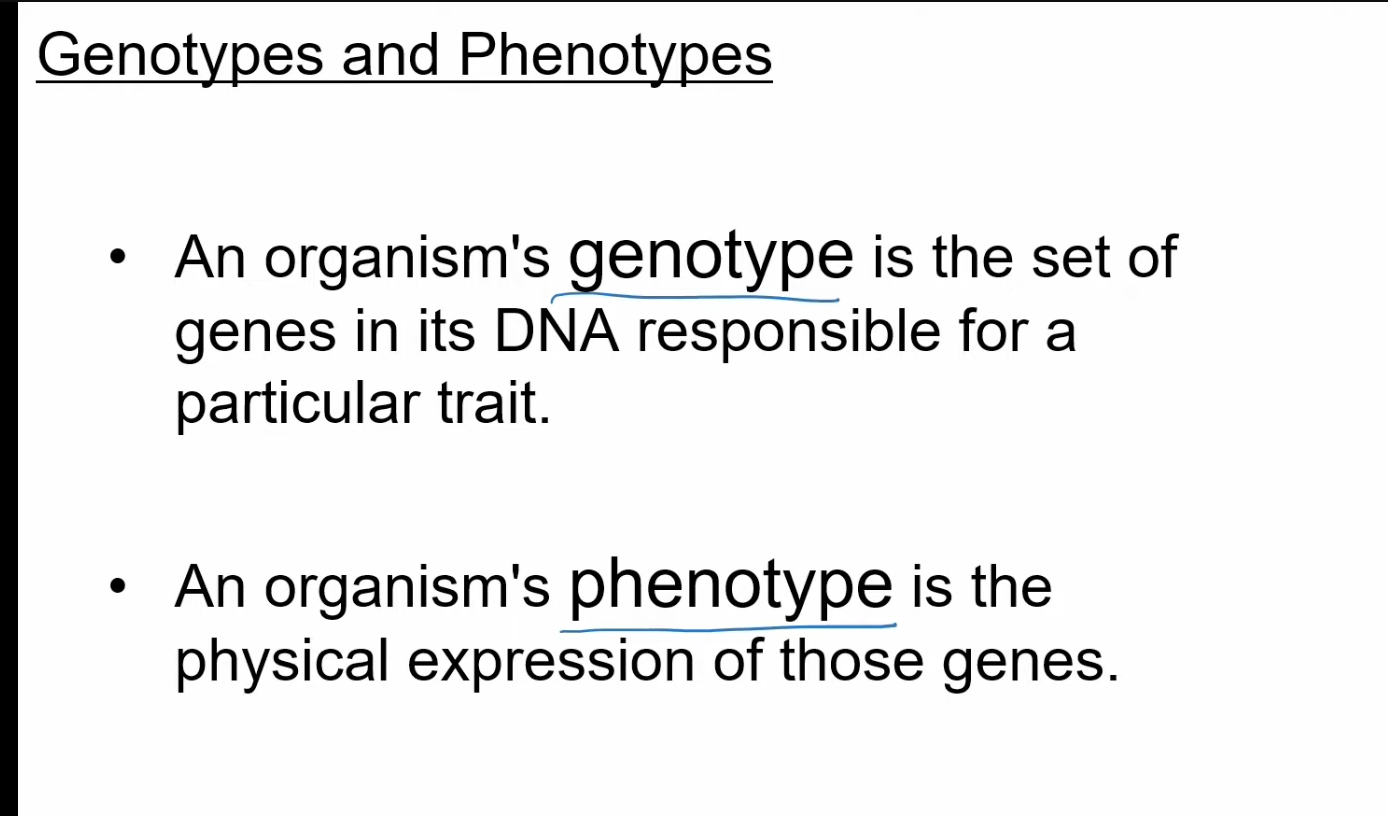 Genotypes and Phenotypes
• An organism's genotype is the set of
genes in its DNA responsible for a
particular trait.
• An organism's phenotype is the
physical expression of those genes.